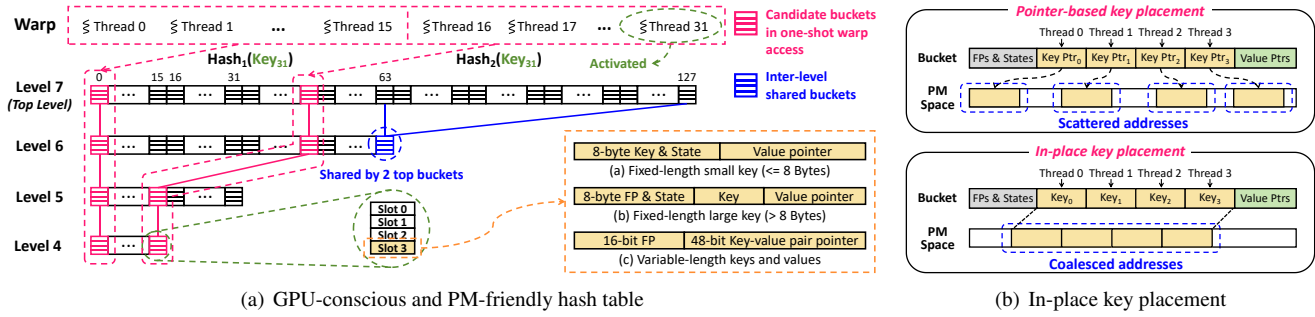 Warp
Thread 0
Thread 1
...
Thread 15
Thread 16
Thread 17
...
Thread 31
Candidate buckets
in one-shot warp
access
Hash1(Key31)
Hash2(Key31)
Activated
0
15 16
31
63
127
Level 7
(Top Level)
... ... ... ... ... ... ... ...
Inter-level
shared buckets
Level 6
... ... ... ...
Shared by 2 top buckets
Level 5
... ...
Level 4
...
Slot 0
Slot 1
Slot 2
Slot 3
8-byte Key & State
Value pointer
(a) Fixed-length small key (<= 8 Bytes)
8-byte FP & State
Key
Value pointer
(b) Fixed-length large key (> 8 Bytes)
16-bit FP
48-bit Key-value pair pointer
(c) Variable-length keys and values
(a) GPU-conscious and PM-friendly hash table
Pointer-based key placement
Thread 0 Thread 1 Thread 2 Thread 3
Bucket
FPs & States
Key Ptr0
Key Ptr1
Key Ptr2
Key Ptr3
Value Ptrs
PM
Space
Scattered addresses
In-place key placement
Thread 0 Thread 1 Thread 2 Thread 3
Bucket
FPs & States
Key0
Key1
Key2
Key3
Value Ptrs
PM
Space
Coalesced addresses
(b) In-place key placement